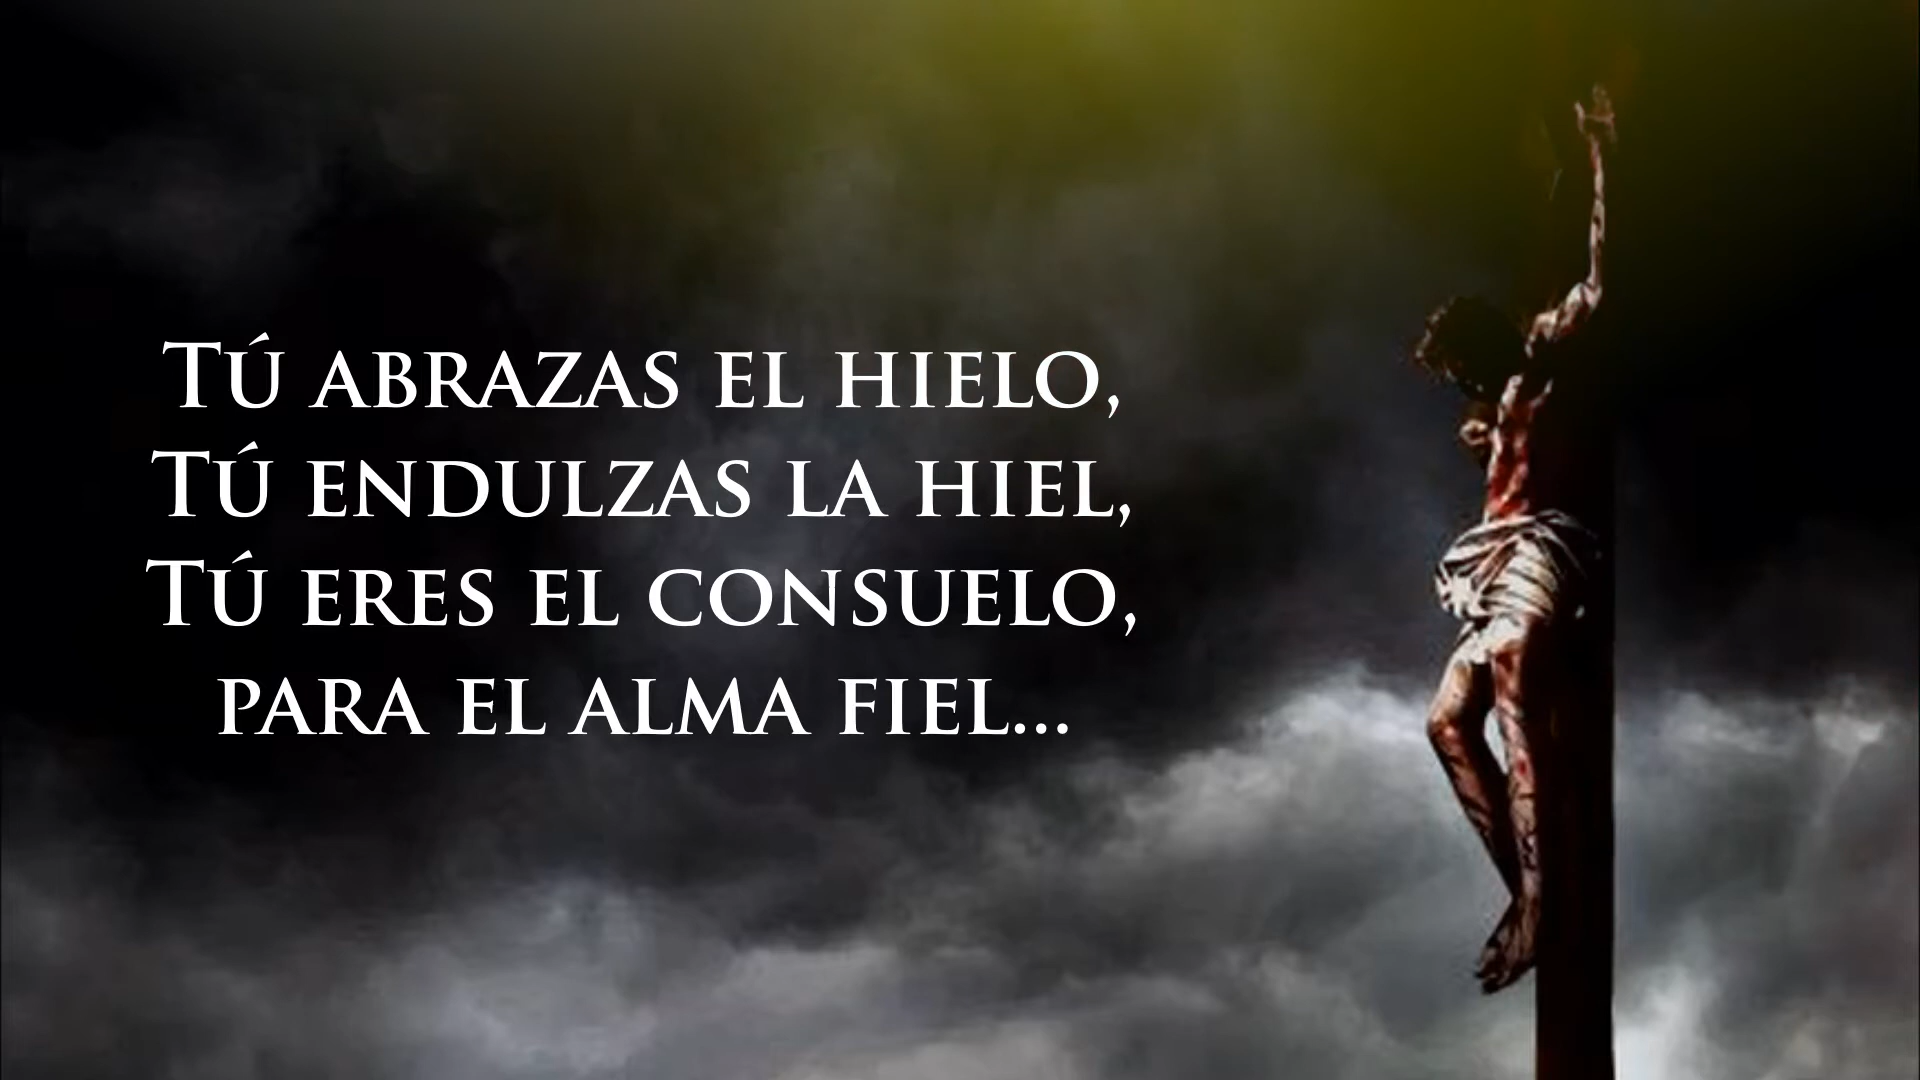 Tú abrazas el hielo,
Tú endulzas la hiel,
Tú eres el consuelo,
para el alma fiel...